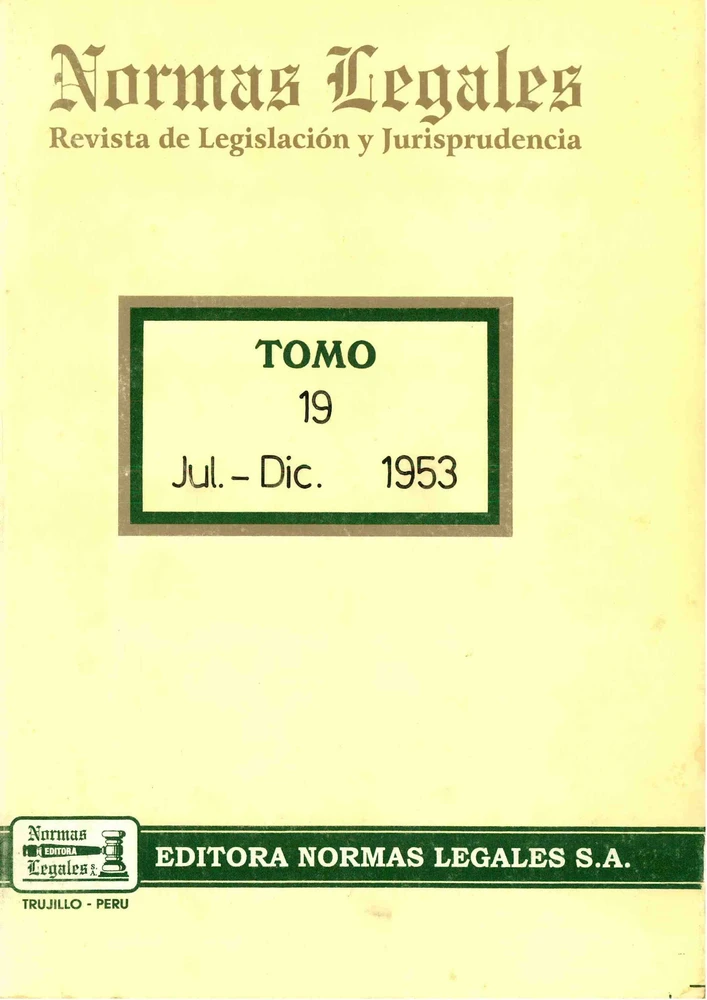 Normas Legales
Revista de Legislación y Jurisprudencia
TOMO
19
Jul. - Dic. 1953
Normas
EDITORA
Legales S.A.
EDITORA NORMAS LEGALES S.A.
TRUJILLO - PERU